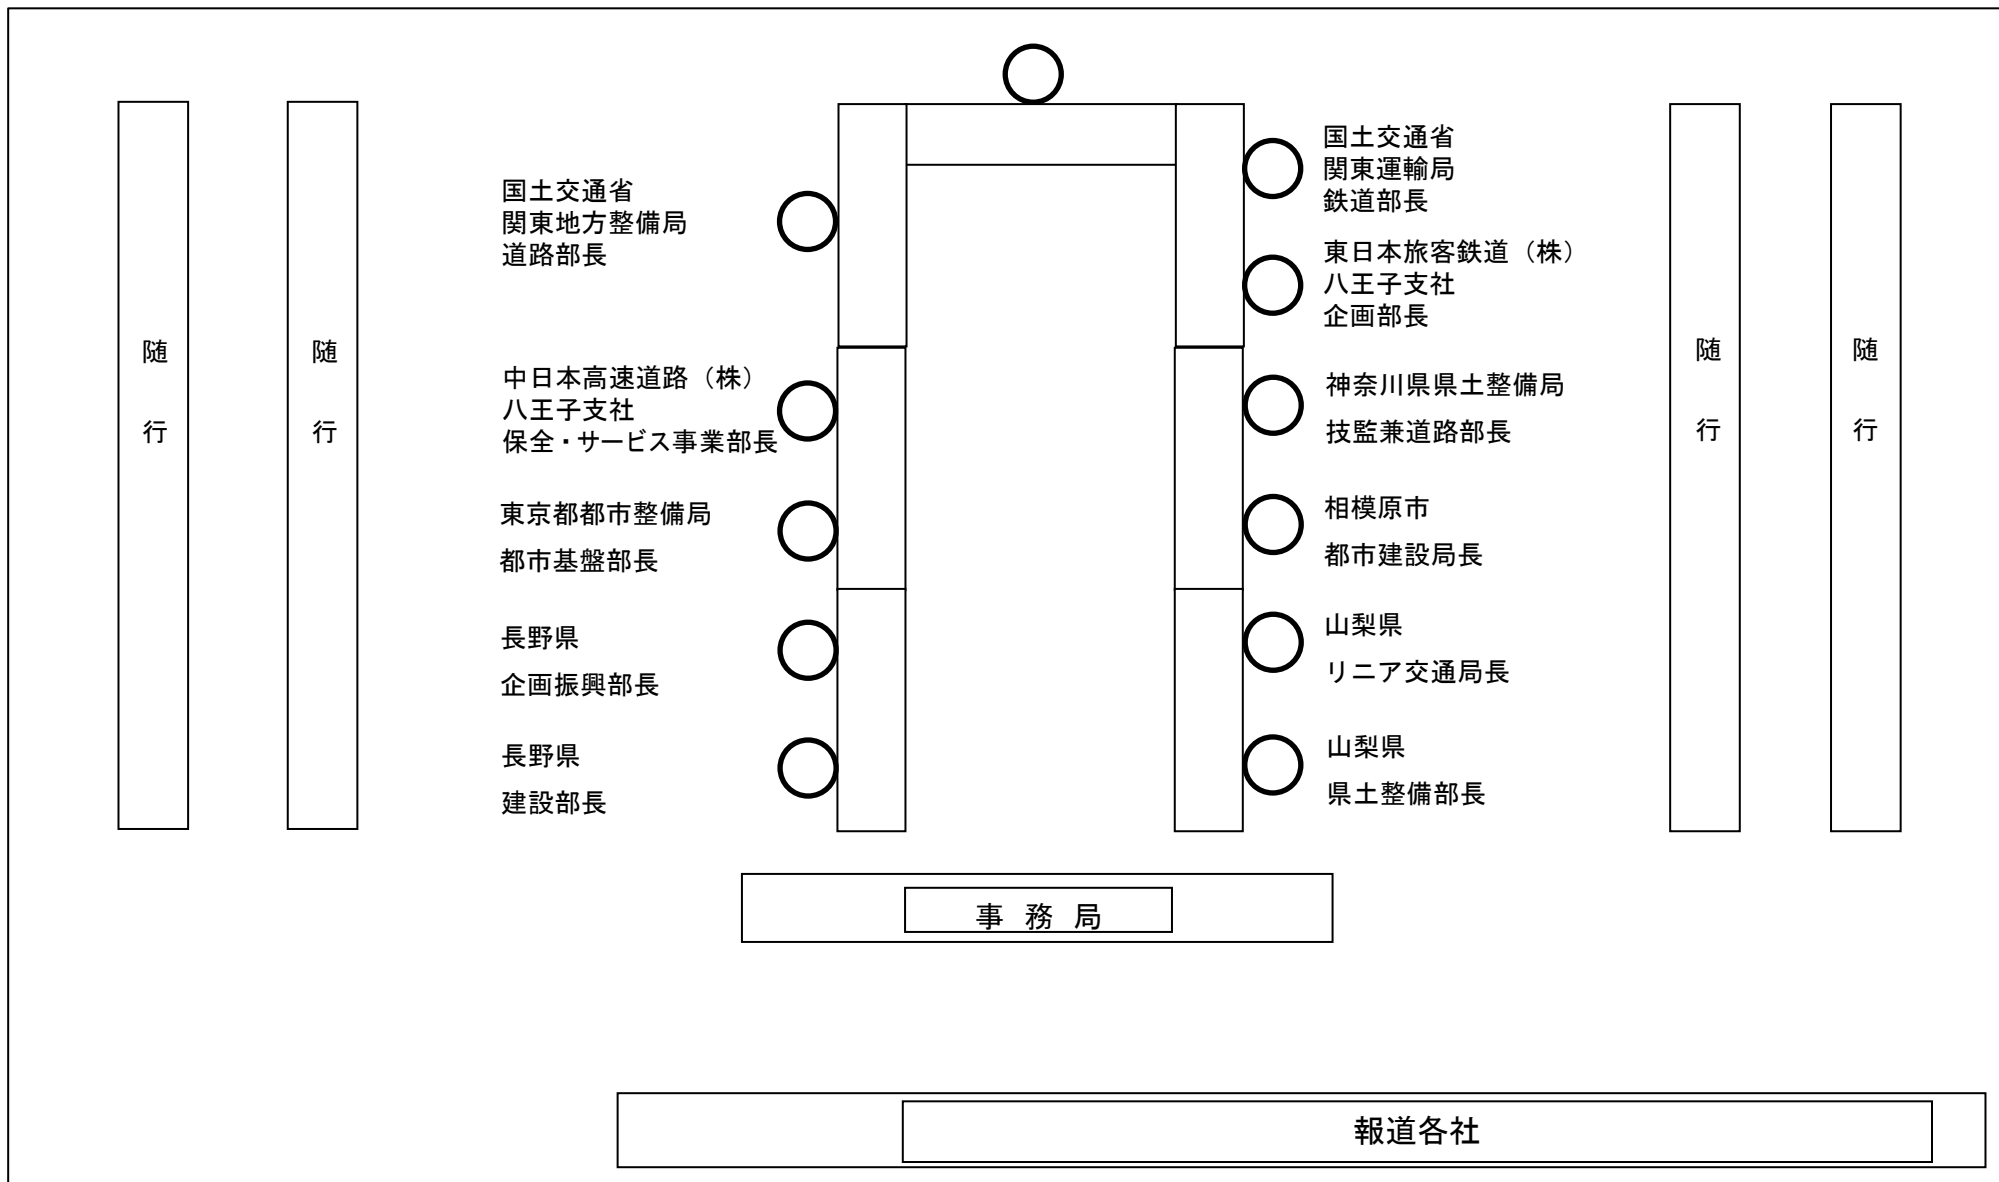 随行
随行
国土交通省
関東地方整備局
道路部長
中日本高速道路（株）
八王子支社
保全・サービス事業部長
東京都都市整備局
都市基盤部長
長野県
企画振興部長
長野県
建設部長
国土交通省
関東運輸局
鉄道部長
東日本旅客鉄道（株）
八王子支社
企画部長
神奈川県県土整備局
技監兼道路部長
相模原市
都市建設局長
山梨県
リニア交通局長
山梨県
県土整備部長
随行
随行
事 務 局
報道各社